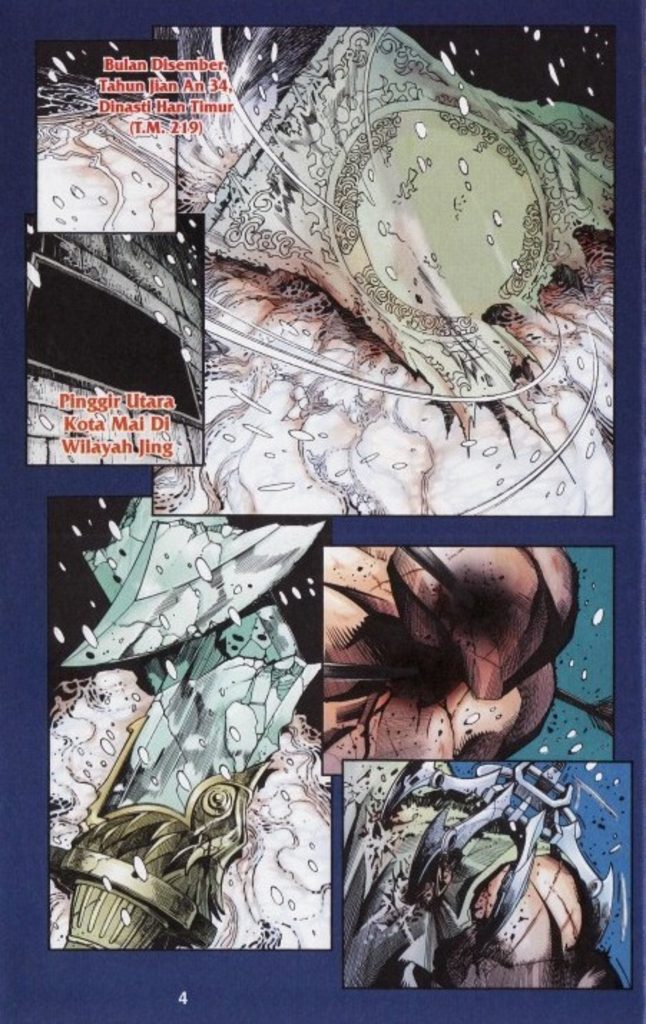 Bulan Disember,
Tahun Jian An 34,
Dinasti Han Timur
(T.M. 219)
Pinggir Utara
Kota Mai Di
Wilayah Jing
4